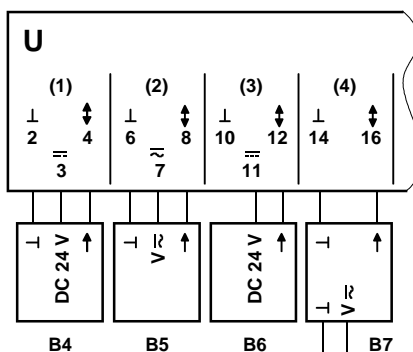 U
(1) (2) (3) (4)
⊥ ↕ ⊥ ↕ ⊥ ↕ ⊥ ↕
2 4 6 8 10 12 14 16
⎓ ≂ ⎓
3 7 11
⊥ DC 24 V ↑ ⊥ V ≂ ↑ DC 24 V ↑ ⊥ ↑
⊥ V ≂
B4 B5 B6 B7